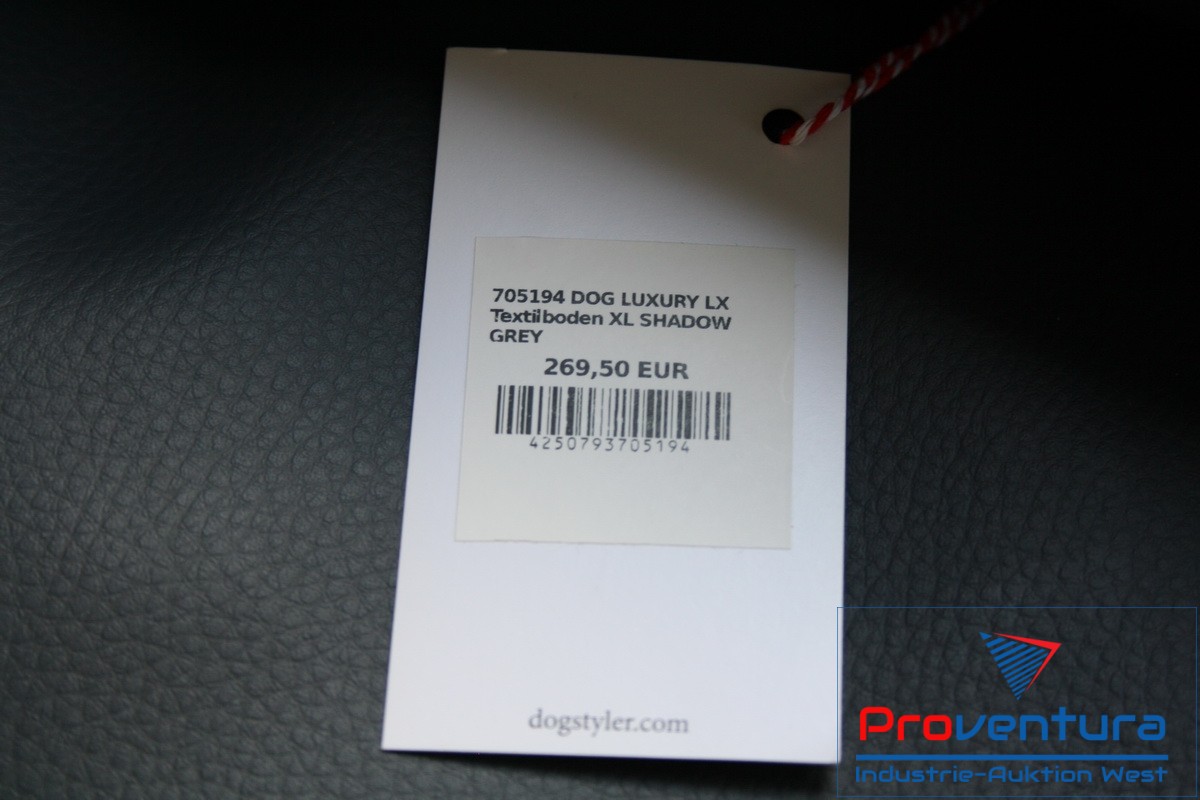 705194 DOG LUXURY LX
Textilboden XL SHADOW
GREY
269,50 EUR
4250793705194
dogstyler.com
Proventura
Industrie-Auktion West